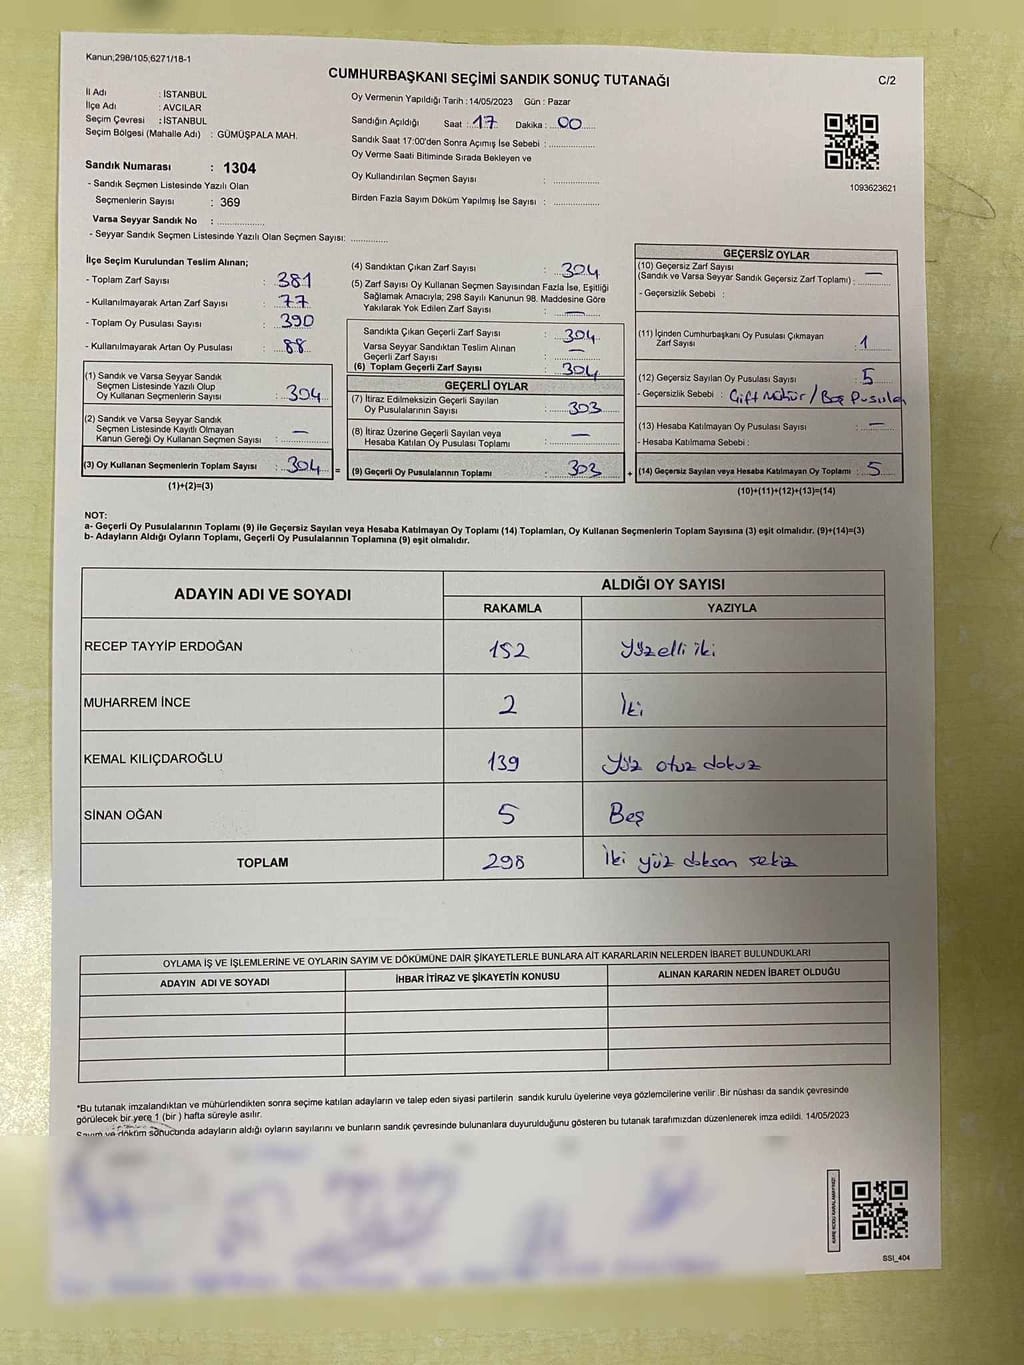 Kanun,298/105,6271/18-1
CUMHURBAŞKANI SEÇİMİ SANDIK SONUÇ TUTANAĞI
C/2
İl Adı : İSTANBUL
İlçe Adı : AVCILAR
Seçim Çevresi : İSTANBUL
Seçim Bölgesi (Mahalle Adı) : GÜMÜŞPALA MAH.
Sandık Numarası : 1304
- Sandık Seçmen Listesinde Yazılı Olan
Seçmenlerin Sayısı : 369
Varsa Seyyar Sandık No :
- Seyyar Sandık Seçmen Listesinde Yazılı Olan Seçmen Sayısı:
Oy Vermenin Yapıldığı Tarih : 14/05/2023 Gün : Pazar
Sandığın Açıldığı Saat : 17 Dakika : 00
Sandık Saat 17:00'den Sonra Açımış İse Sebebi :
Oy Verme Saati Bitiminde Sırada Bekleyen ve
Oy Kullandırılan Seçmen Sayısı :
Birden Fazla Sayım Döküm Yapılmış İse Sayısı :
1093623621
İlçe Seçim Kurulundan Teslim Alınan;
- Toplam Zarf Sayısı : 381
- Kullanılmayarak Artan Zarf Sayısı : 77
- Toplam Oy Pusulası Sayısı : 390
- Kullanılmayarak Artan Oy Pusulası : 88
(1) Sandık ve Varsa Seyyar Sandık
Seçmen Listesinde Yazılı Olup
Oy Kullanan Seçmenlerin Sayısı : 304
(2) Sandık ve Varsa Seyyar Sandık
Seçmen Listesinde Kayıtlı Olmayan
Kanun Gereği Oy Kullanan Seçmen Sayısı : —
(3) Oy Kullanan Seçmenlerin Toplam Sayısı : 304 =
(1)+(2)=(3)
(4) Sandıktan Çıkan Zarf Sayısı : 304
(5) Zarf Sayısı Oy Kullanan Seçmen Sayısından Fazla İse, Eşitliği
Sağlamak Amacıyla; 298 Sayılı Kanunun 98. Maddesine Göre
Yakılarak Yok Edilen Zarf Sayısı : —
Sandıkta Çıkan Geçerli Zarf Sayısı : 304
Varsa Seyyar Sandıktan Teslim Alınan
Geçerli Zarf Sayısı : —
(6) Toplam Geçerli Zarf Sayısı : 304
GEÇERLİ OYLAR
(7) İtiraz Edilmeksizin Geçerli Sayılan
Oy Pusulalarının Sayısı : 303
(8) İtiraz Üzerine Geçerli Sayılan veya
Hesaba Katılan Oy Pusulası Toplamı : —
(9) Geçerli Oy Pusulalarının Toplamı : 303 +
GEÇERSİZ OYLAR
(10) Geçersiz Zarf Sayısı
(Sandık ve Varsa Seyyar Sandık Geçersiz Zarf Toplamı) : —
- Geçersizlik Sebebi :
(11) İçinden Cumhurbaşkanı Oy Pusulası Çıkmayan
Zarf Sayısı : 1
(12) Geçersiz Sayılan Oy Pusulası Sayısı : 5
- Geçersizlik Sebebi : Çift Mühür / Boş Pusula
(13) Hesaba Katılmayan Oy Pusulası Sayısı : —
- Hesaba Katılmama Sebebi :
(14) Geçersiz Sayılan veya Hesaba Katılmayan Oy Toplamı : 5
(10)+(11)+(12)+(13)=(14)
NOT:
a- Geçerli Oy Pusulalarının Toplamı (9) ile Geçersiz Sayılan veya Hesaba Katılmayan Oy Toplamı (14) Toplamları, Oy Kullanan Seçmenlerin Toplam Sayısına (3) eşit olmalıdır. (9)+(14)=(3)
b- Adayların Aldığı Oyların Toplamı, Geçerli Oy Pusulalarının Toplamına (9) eşit olmalıdır.
ADAYIN ADI VE SOYADI
ALDIĞI OY SAYISI
RAKAMLA YAZIYLA
RECEP TAYYİP ERDOĞAN 152 Yüzelli iki
MUHARREM İNCE 2 İki
KEMAL KILIÇDAROĞLU 139 Yüz otuz dokuz
SİNAN OĞAN 5 Beş
TOPLAM 298 İki yüz doksan sekiz
OYLAMA İŞ VE İŞLEMLERİNE VE OYLARIN SAYIM VE DÖKÜMÜNE DAİR ŞİKAYETLERLE BUNLARA AİT KARARLARIN NELERDEN İBARET BULUNDUKLARI
ADAYIN ADI VE SOYADI İHBAR İTİRAZ VE ŞİKAYETİN KONUSU ALINAN KARARIN NEDEN İBARET OLDUĞU
*Bu tutanak imzalandıktan ve mühürlendikten sonra seçime katılan adayların ve talep eden siyasi partilerin sandık kurulu üyelerine veya gözlemcilerine verilir .Bir nüshası da sandık çevresinde
görülecek bir yere 1 (bir ) hafta süreyle asılır.
Sayım ve döküm sonucunda adayların aldığı oyların sayılarını ve bunların sandık çevresinde bulunanlara duyurulduğunu gösteren bu tutanak tarafımızdan düzenlenerek imza edildi. 14/05/2023
SSI_404